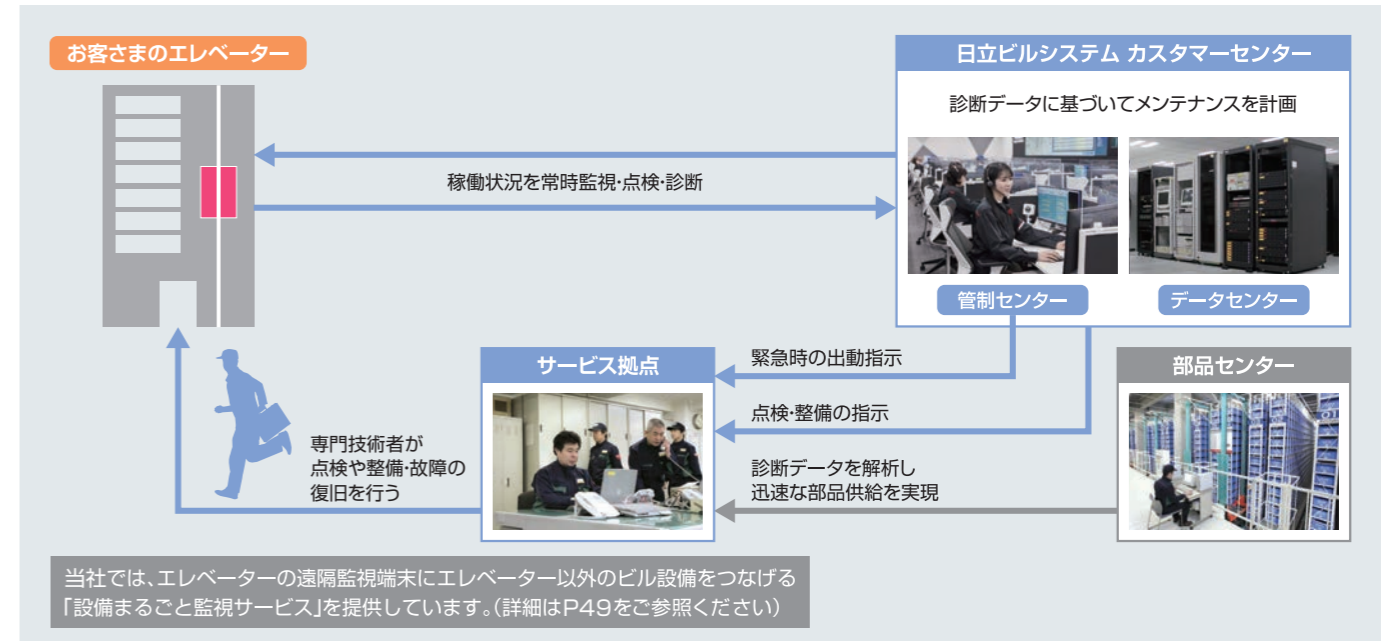 お客さまのエレベーター
日立ビルシステム カスタマーセンター
診断データに基づいてメンテナンスを計画
稼働状況を常時監視・点検・診断
管制センター
データセンター
サービス拠点
緊急時の出動指示
部品センター
点検・整備の指示
専門技術者が
点検や整備・故障の
復旧を行う
診断データを解析し
迅速な部品供給を実現
当社では、エレベーターの遠隔監視端末にエレベーター以外のビル設備をつなげる
「設備まるごと監視サービス」を提供しています。（詳細はP49をご参照ください）